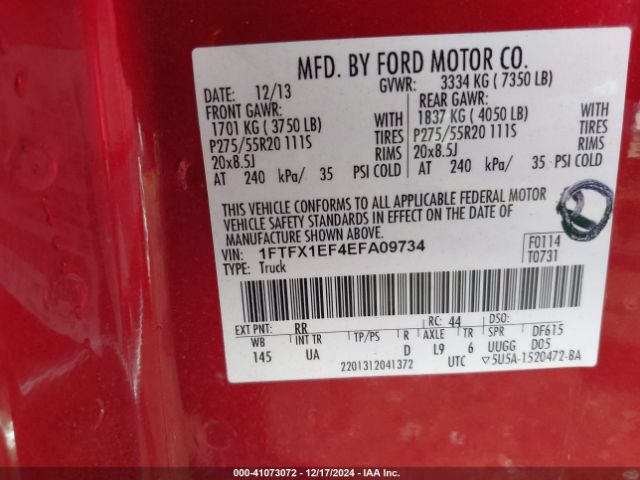 MFD. BY FORD MOTOR CO.
DATE: 12/13 GVWR: 3334 KG ( 7350 LB)
FRONT GAWR: REAR GAWR:
1701 KG ( 3750 LB) WITH 1837 KG ( 4050 LB) WITH
P275/55R20 111S TIRES P275/55R20 111S TIRES
20x8.5J RIMS 20x8.5J RIMS
AT 240 kPa/ 35 PSI COLD AT 240 kPa/ 35 PSI COLD
THIS VEHICLE CONFORMS TO ALL APPLICABLE FEDERAL MOTOR
VEHICLE SAFETY STANDARDS IN EFFECT ON THE DATE OF
MANUFACTURE SHOWN ABOVE.
VIN: 1FTFX1EF4EFA09734 F0114
TYPE: Truck T0731
EXT PNT: RR RC: 44 DSO:
WB INT TR TP/PS R AXLE TR SPR DF615
145 UA D L9 6 UUGG D05
2201312041372 UTC ▽5U5A-1520472-BA
000-41073072 - 12/17/2024 - IAA Inc.